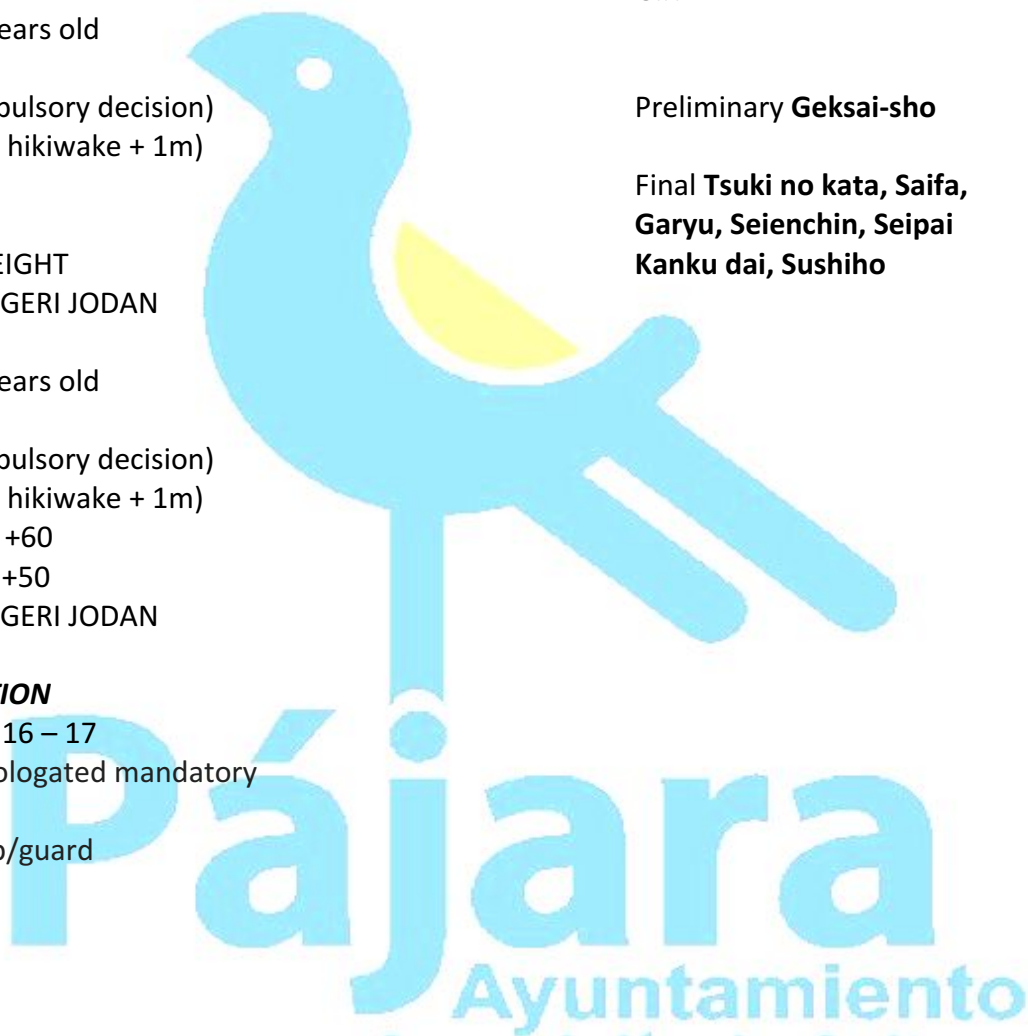 ears old
pulsory decision)
hikiwake + 1m)
EIGHT
GERI JODAN
ears old
pulsory decision)
hikiwake + 1m)
+60
+50
GERI JODAN
TION
16 – 17
ologated mandatory
o/guard
Preliminary Geksai-sho
Final Tsuki no kata, Saifa,
Garyu, Seienchin, Seipai
Kanku dai, Sushiho
Pájara
Ayuntamiento